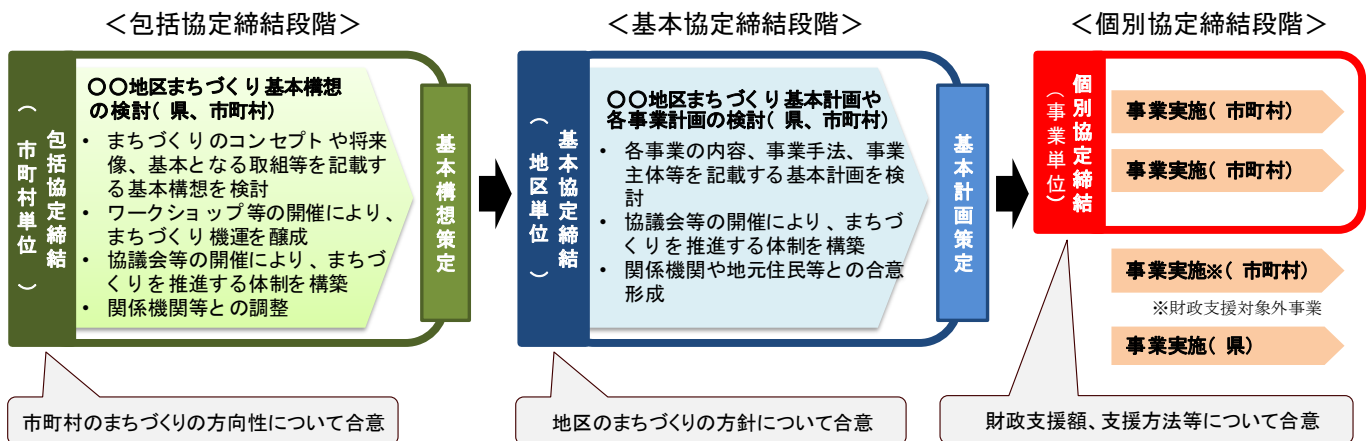 ＜包括協定締結段階＞
包括協定締結
（市町村単位）
〇〇地区まちづくり基本構想
の検討(県、市町村)
• まちづくりのコンセプトや将来
像、基本となる取組等を記載す
る基本構想を検討
• ワークショップ等の開催により、
まちづくり機運を醸成
• 協議会等の開催により、まちづ
くりを推進する体制を構築
• 関係機関等との調整
基本構想策定
市町村のまちづくりの方向性について合意
＜基本協定締結段階＞
基本協定締結
（地区単位）
〇〇地区まちづくり基本計画や
各事業計画の検討(県、市町村)
• 各事業の内容、事業手法、事業
主体等を記載する基本計画を検
討
• 協議会等の開催により、まちづ
くりを推進する体制を構築
• 関係機関や地元住民等との合意
形成
基本計画策定
地区のまちづくりの方針について合意
＜個別協定締結段階＞
個別協定締結
（事業単位）
事業実施(市町村)
事業実施(市町村)
事業実施※(市町村)
※財政支援対象外事業
事業実施(県)
財政支援額、支援方法等について合意